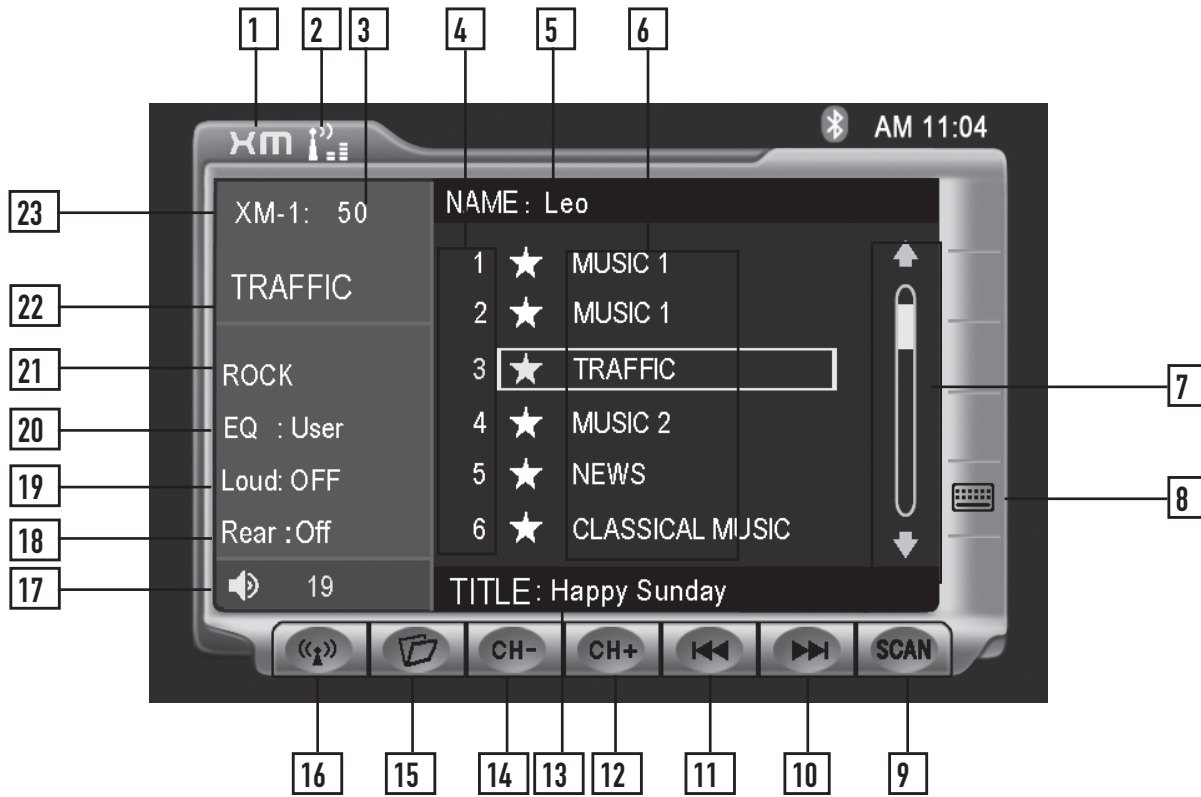 1 2 3 4 5 6
XM AM 11:04
23 XM-1: 50 NAME: Leo
1 ★ MUSIC 1
22 TRAFFIC
2 ★ MUSIC 1
21 ROCK 3 ★ TRAFFIC 7
20 EQ : User 4 ★ MUSIC 2
19 Loud: OFF 5 ★ NEWS 8
18 Rear : Off 6 ★ CLASSICAL MUSIC
17 19 TITLE: Happy Sunday
CH- CH+ SCAN
16 15 14 13 12 11 10 9